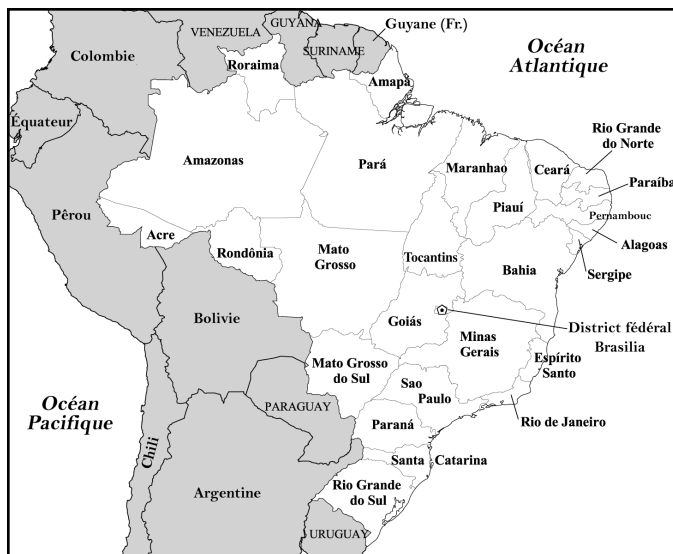 GUYANA
Guyane (Fr.)
VENEZUELA
Océan
Atlantique
Colombie
SURINAME
Roraima
Amapá
Équateur
Rio Grande
do Norte
Amazonas
Pará
Maranhao
Ceará
Paraíba
Pérou
Piauí
Pernambouc
Acre
Rondônia
Mato
Grosso
Tocantins
Alagoas
Bahia
Sergipe
Bolivie
Goiás
District fédéral
Brasilia
Minas
Gerais
Mato Grosso
do Sul
Espírito
Santo
Sao
Paulo
Océan
Pacifique
PARAGUAY
Rio de Janeiro
Paraná
Chili
Santa Catarina
Argentine
Rio Grande
do Sul
URUGUAY